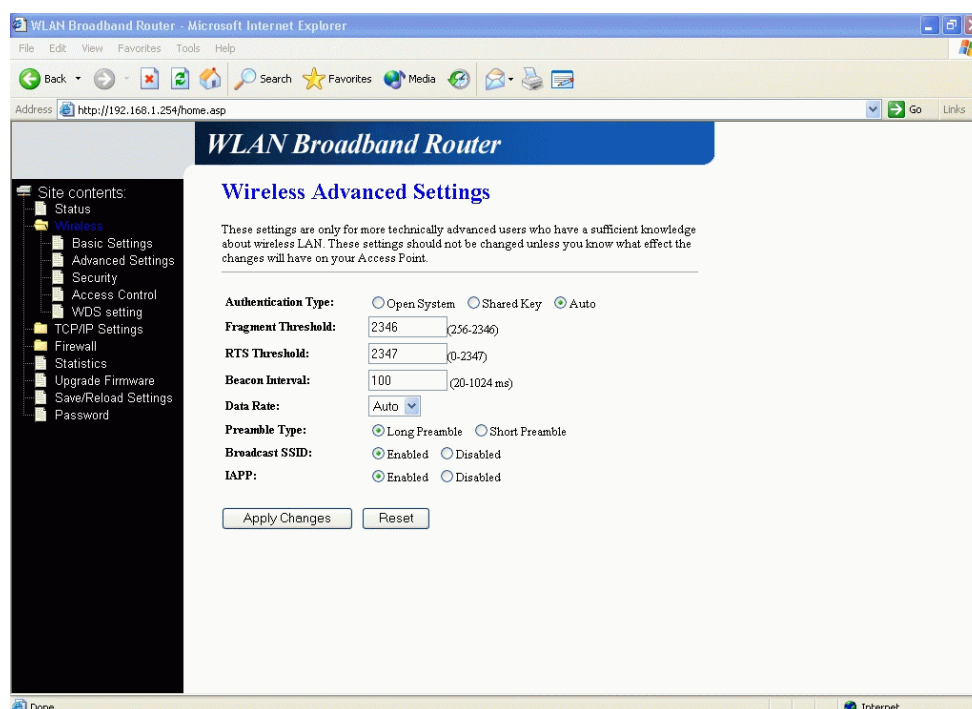 WLAN Broadband Router - Microsoft Internet Explorer
File Edit View Favorites Tools Help
Back Search Favorites Media
Address http://192.168.1.254/home.asp Go Links
WLAN Broadband Router
Site contents:
Status
Wireless
Basic Settings
Advanced Settings
Security
Access Control
WDS setting
TCP/IP Settings
Firewall
Statistics
Upgrade Firmware
Save/Reload Settings
Password
Wireless Advanced Settings
These settings are only for more technically advanced users who have a sufficient knowledge
about wireless LAN. These settings should not be changed unless you know what effect the
changes will have on your Access Point.
Authentication Type: Open System Shared Key Auto
Fragment Threshold: 2346 (256-2346)
RTS Threshold: 2347 (0-2347)
Beacon Interval: 100 (20-1024 ms)
Data Rate: Auto
Preamble Type: Long Preamble Short Preamble
Broadcast SSID: Enabled Disabled
IAPP: Enabled Disabled
Apply Changes Reset
Done Internet